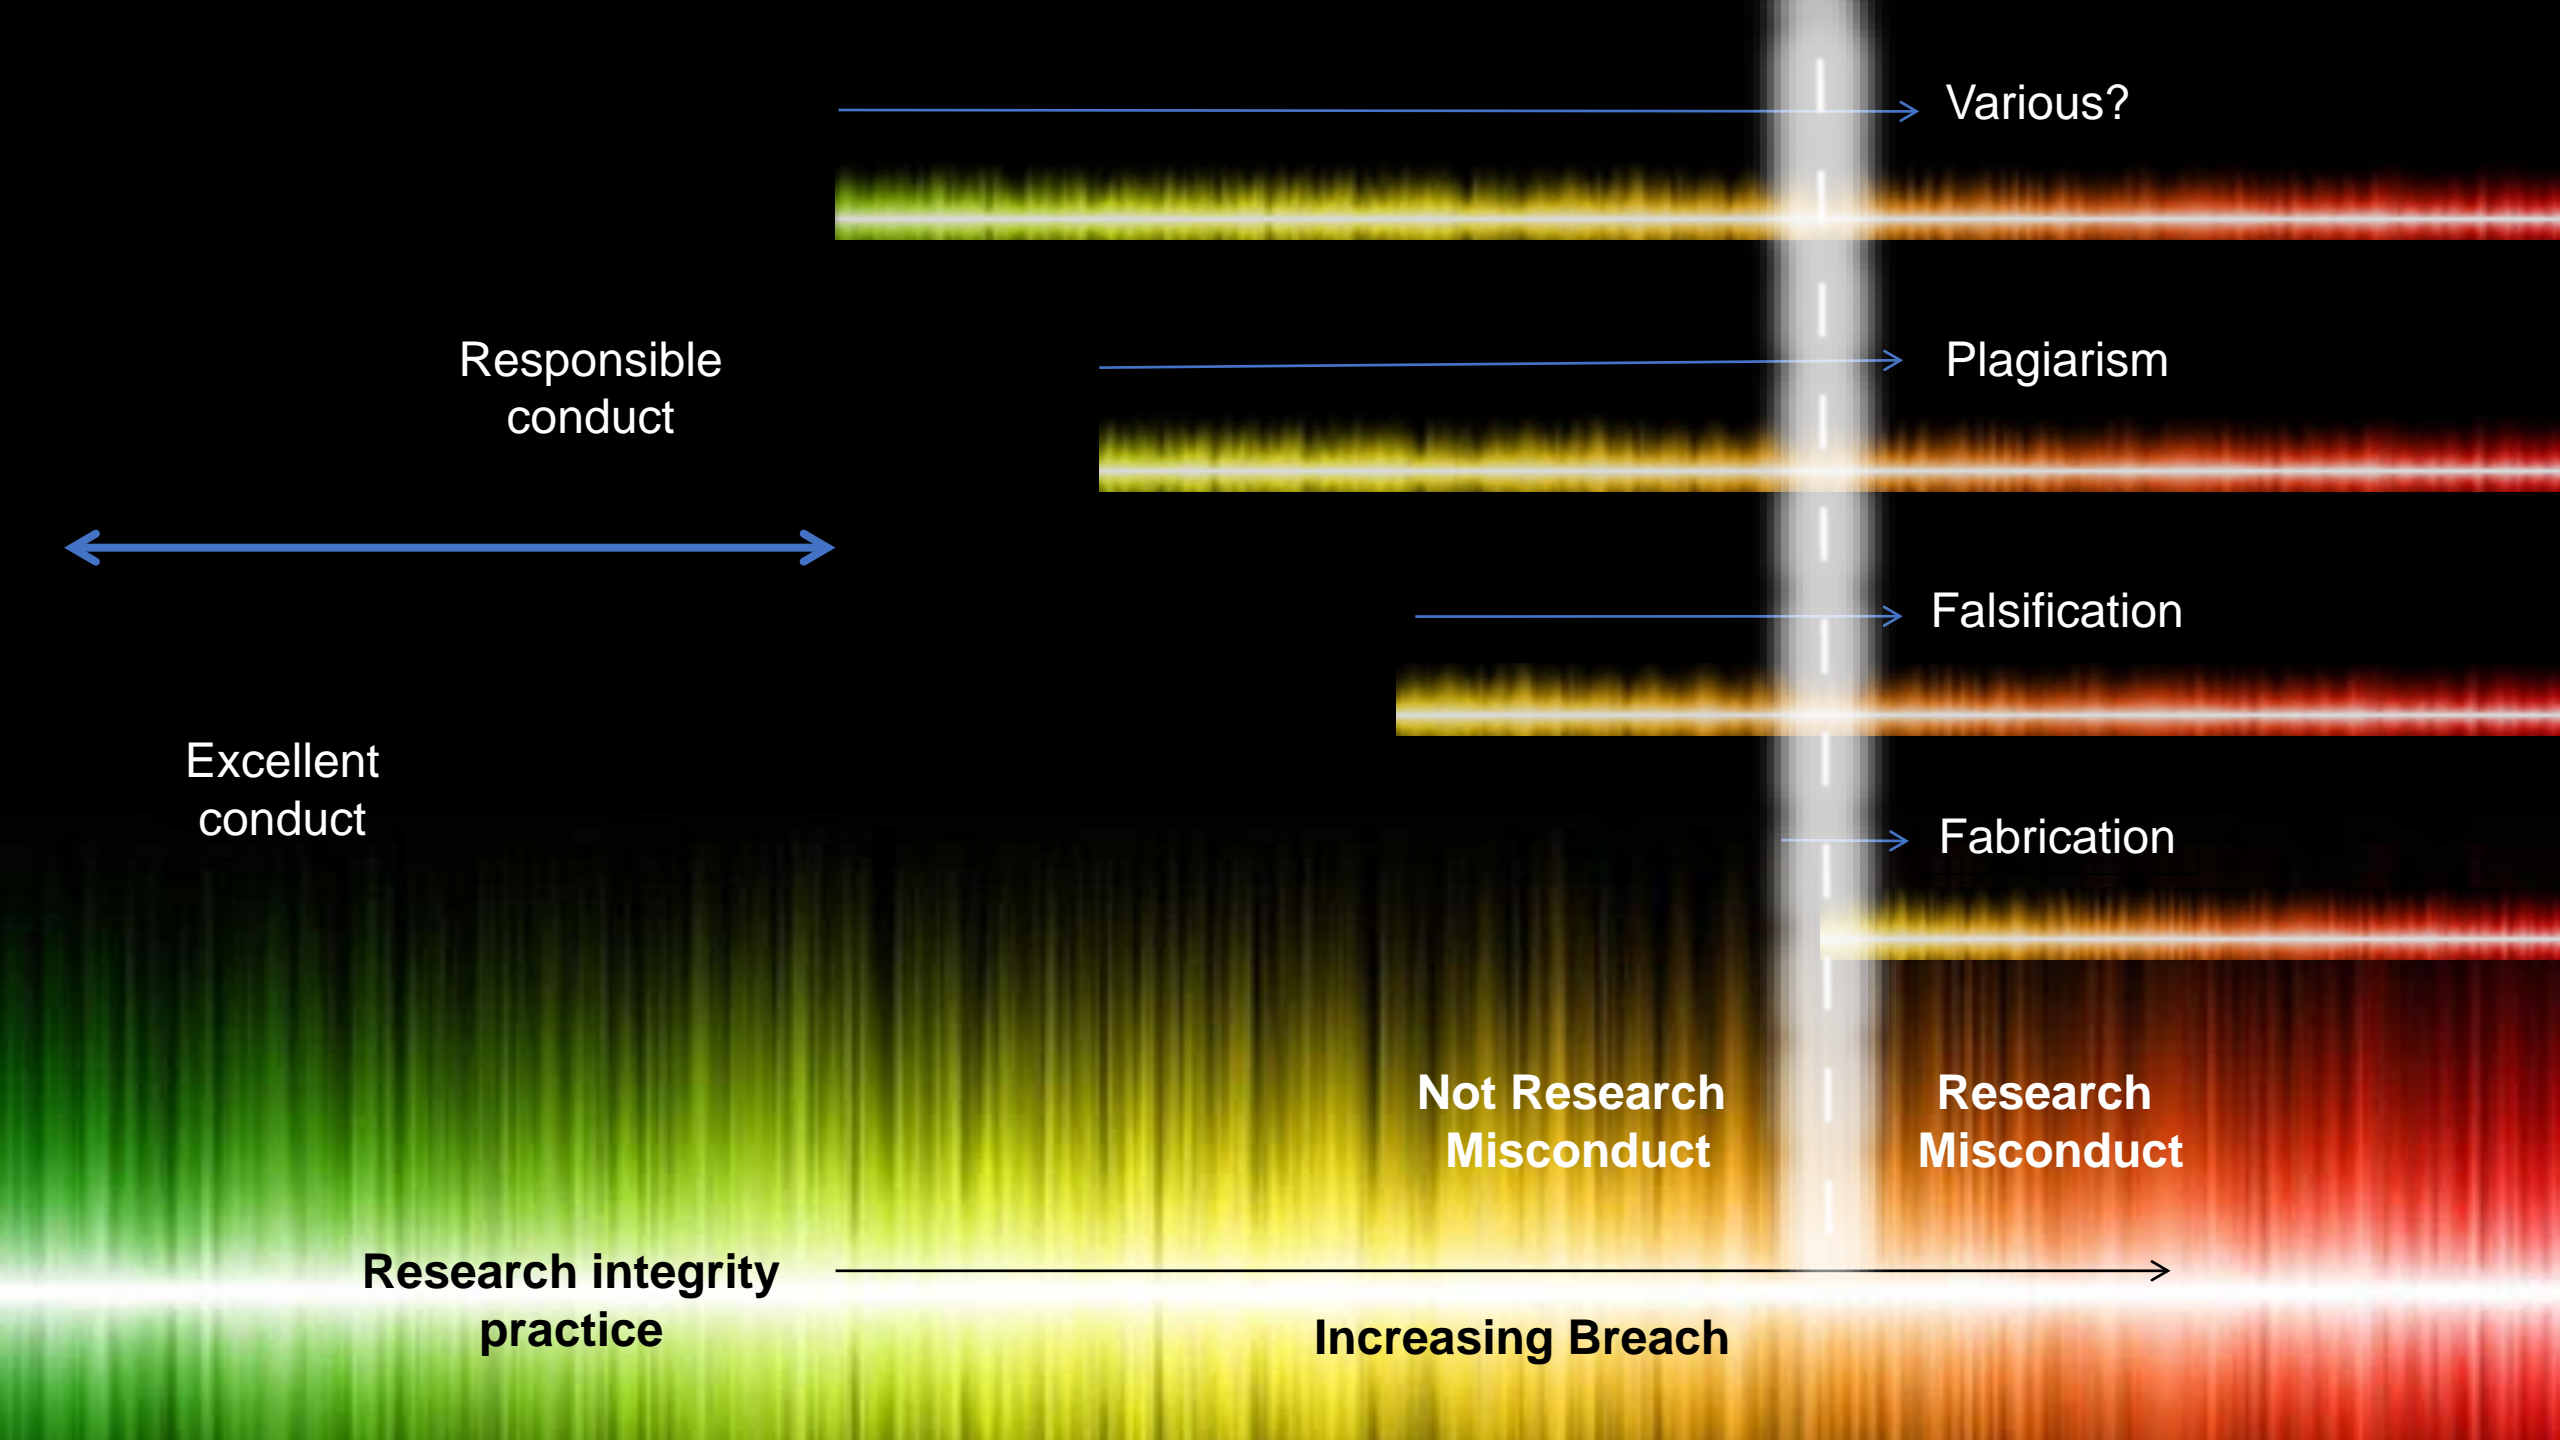 Various?
Responsible
conduct
Plagiarism
Falsification
Excellent
conduct
Fabrication
Not Research
Misconduct
Research
Misconduct
Research integrity
practice
Increasing Breach